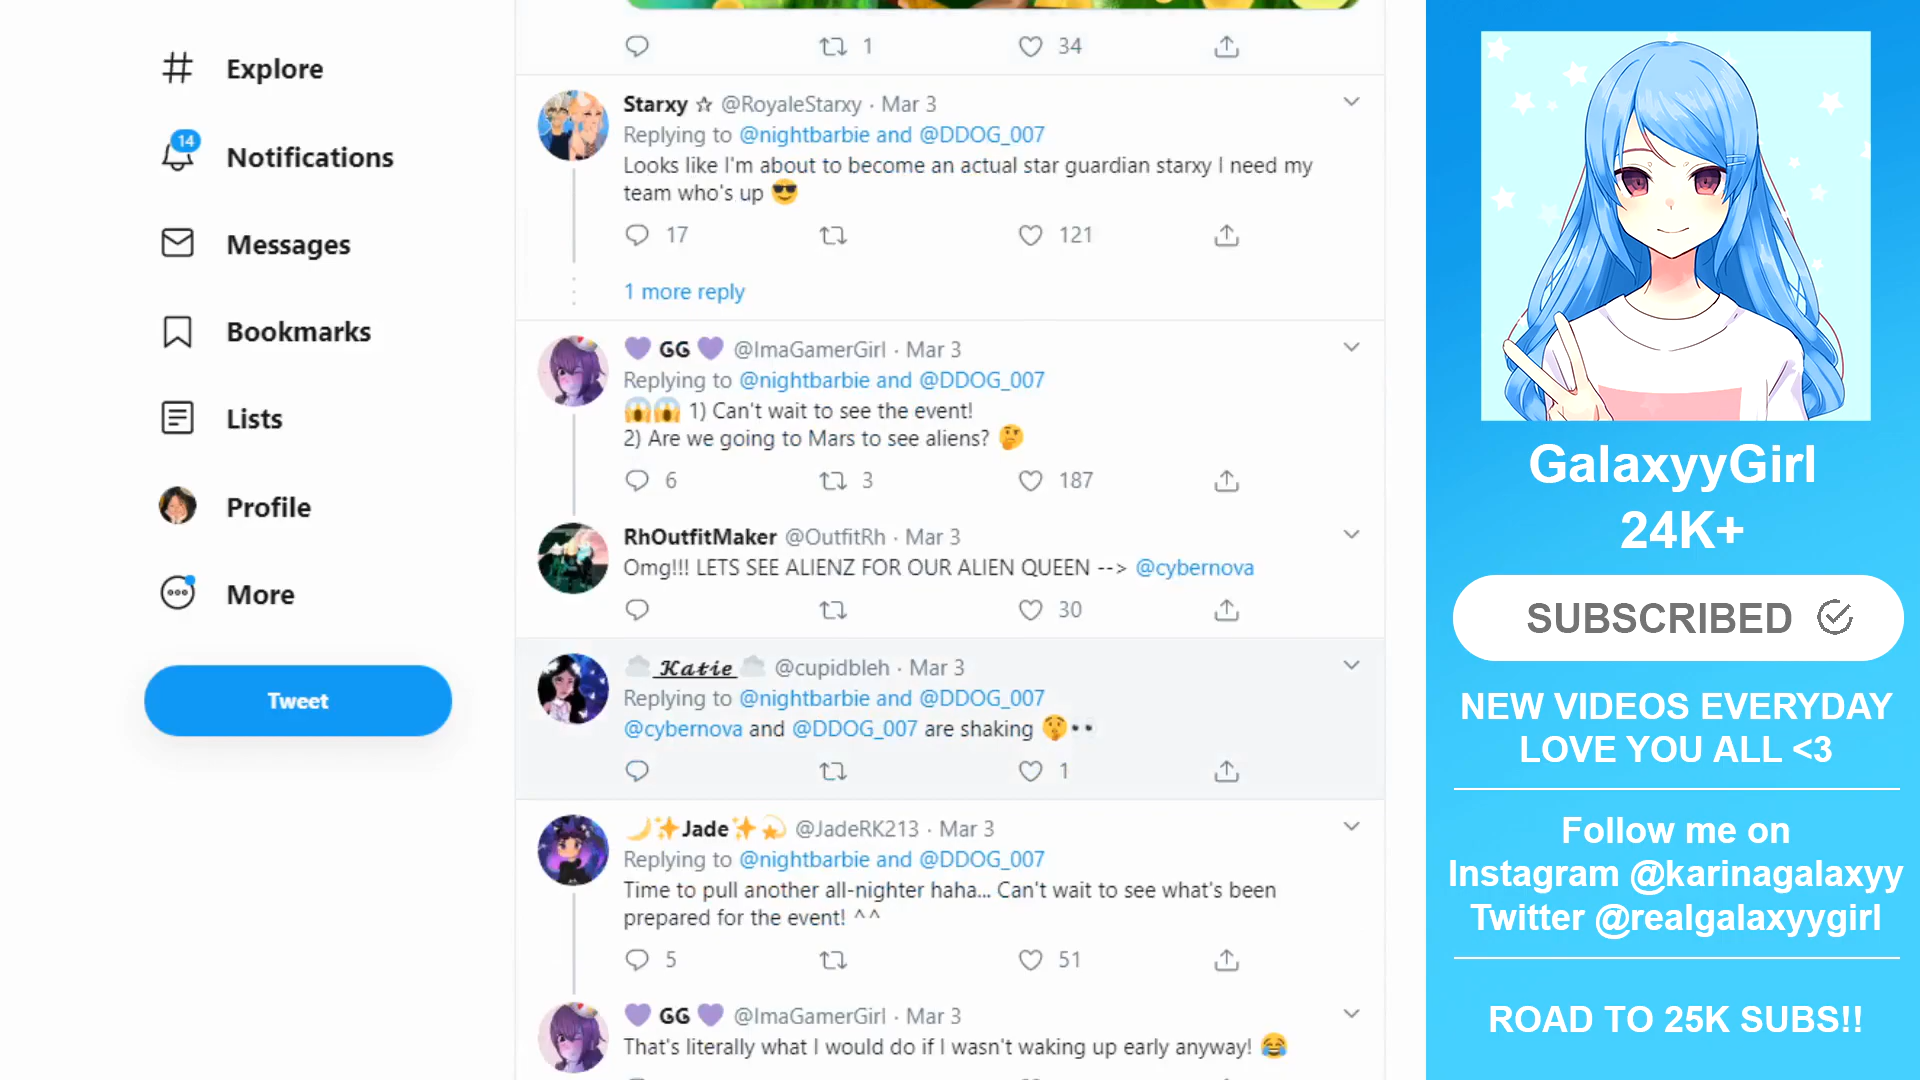 Explore
14
Notifications
Messages
Bookmarks
Lists
Profile
More
Tweet
1
34
Starxy ☆ @RoyaleStarxy · Mar 3
Replying to @nightbarbie and @DDOG_007
Looks like I'm about to become an actual star guardian starxy I need my
team who's up 😎
17
121
1 more reply
💜 GG 💜 @ImaGamerGirl · Mar 3
Replying to @nightbarbie and @DDOG_007
😱😱 1) Can't wait to see the event!
2) Are we going to Mars to see aliens? 🤔
6
3
187
RhOutfitMaker @OutfitRh · Mar 3
Omg!!! LETS SEE ALIENZ FOR OUR ALIEN QUEEN --> @cybernova
30
☁️ 𝓚𝓪𝓽𝓲𝓮 ☁️ @cupidbleh · Mar 3
Replying to @nightbarbie and @DDOG_007
@cybernova and @DDOG_007 are shaking 🤫👀
1
🌙✨Jade✨💫 @JadeRK213 · Mar 3
Replying to @nightbarbie and @DDOG_007
Time to pull another all-nighter haha... Can't wait to see what's been
prepared for the event! ^^
5
51
💜 GG 💜 @ImaGamerGirl · Mar 3
That's literally what I would do if I wasn't waking up early anyway! 😂
GalaxyyGirl
24K+
SUBSCRIBED
NEW VIDEOS EVERYDAY
LOVE YOU ALL <3
Follow me on
Instagram @karinagalaxyy
Twitter @realgalaxyygirl
ROAD TO 25K SUBS!!